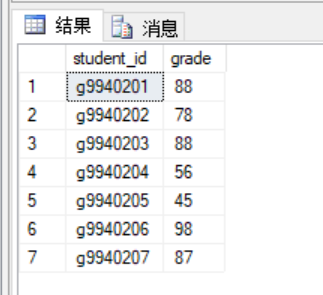 结果 消息
student_id grade
1 g9940201 88
2 g9940202 78
3 g9940203 88
4 g9940204 56
5 g9940205 45
6 g9940206 98
7 g9940207 87